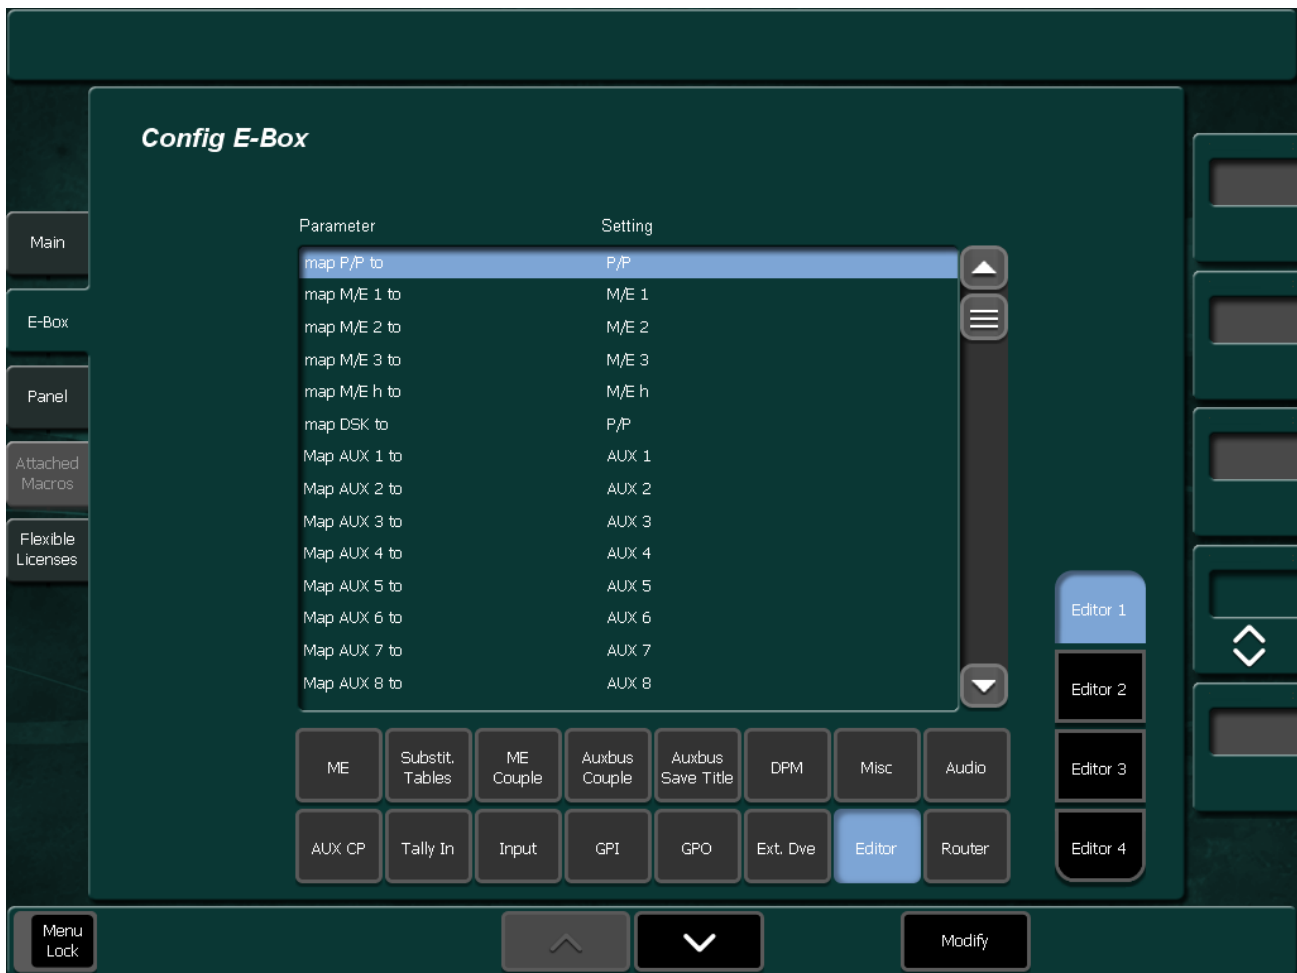 Config E-Box
Parameter Setting
Main
E-Box
Panel
Attached
Macros
Flexible
Licenses
map P/P to P/P
map M/E 1 to M/E 1
map M/E 2 to M/E 2
map M/E 3 to M/E 3
map M/E h to M/E h
map DSK to P/P
Map AUX 1 to AUX 1
Map AUX 2 to AUX 2
Map AUX 3 to AUX 3
Map AUX 4 to AUX 4
Map AUX 5 to AUX 5
Map AUX 6 to AUX 6
Map AUX 7 to AUX 7
Map AUX 8 to AUX 8
Editor 1
Editor 2
Editor 3
Editor 4
ME
Substit.
Tables
ME
Couple
Auxbus
Couple
Auxbus
Save Title
DPM
Misc
Audio
AUX CP
Tally In
Input
GPI
GPO
Ext. Dve
Editor
Router
Menu
Lock
Modify